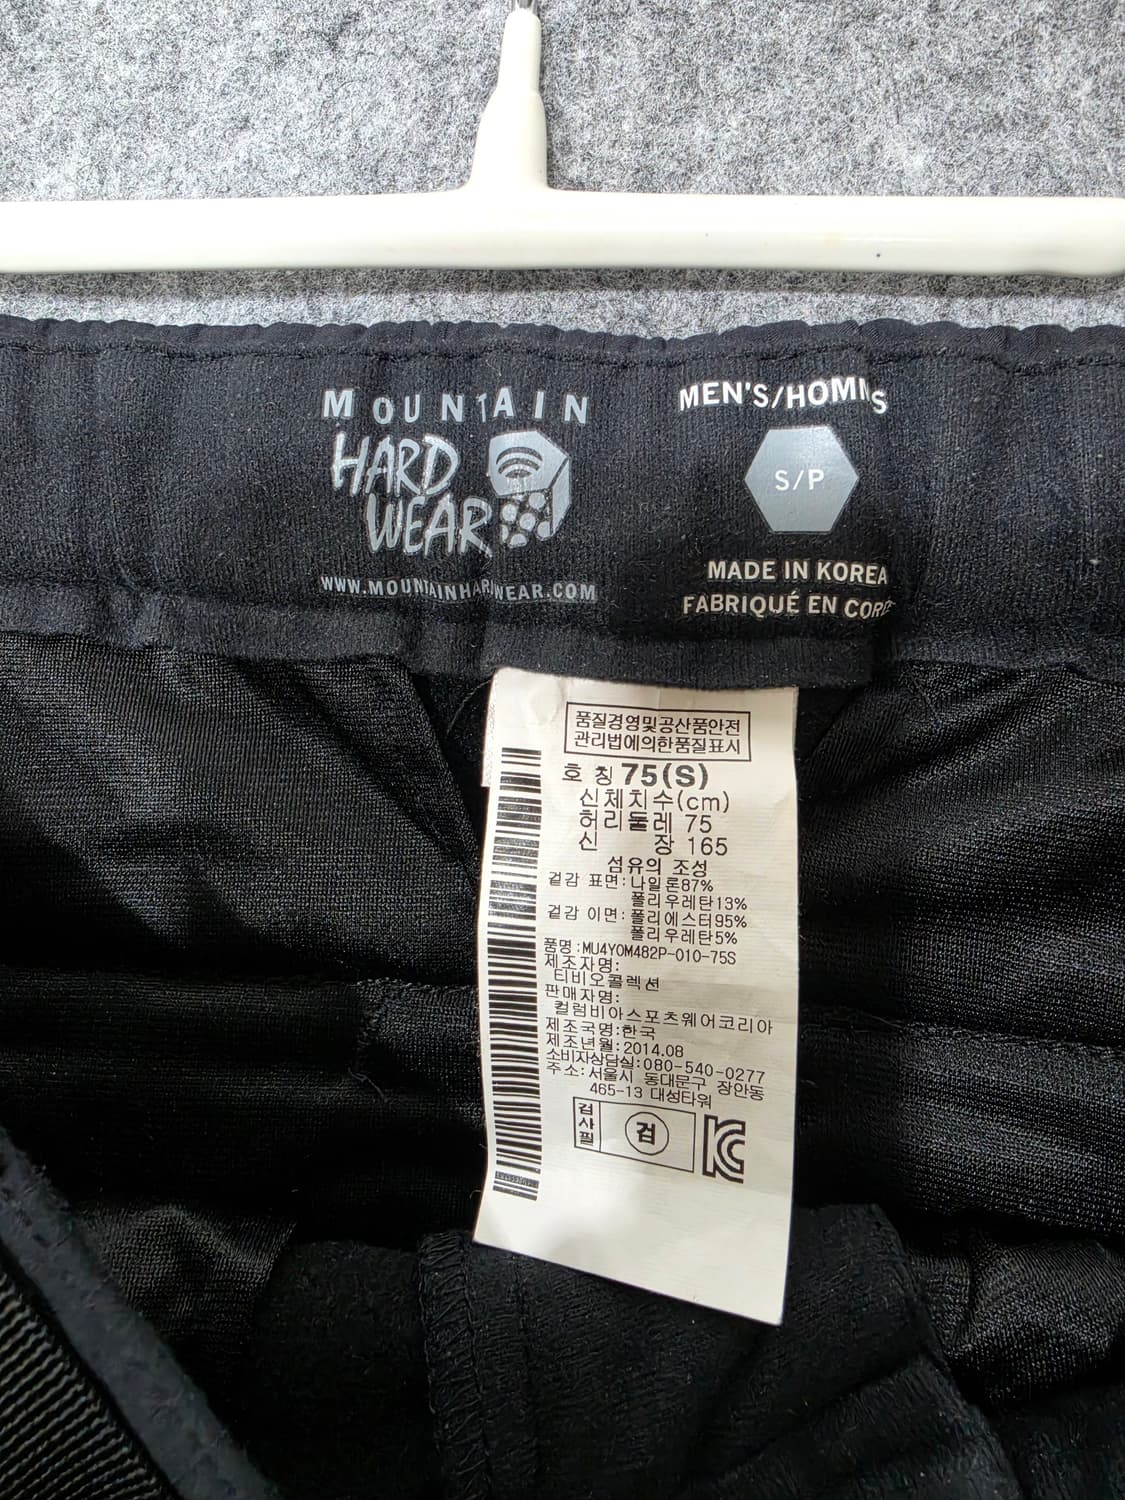 MOUNTAIN
HARD
WEAR
WWW.MOUNTAINHARDWEAR.COM
MEN'S/HOMMES
S/P
MADE IN KOREA
FABRIQUÉ EN CORÉE
품질경영및공산품안전
관리법에의한품질표시
호 칭 75(S)
신체치수(cm)
허리둘레 75
신 장 165
섬유의 조성
겉감 표면:나일론87%
폴리우레탄13%
겉감 이면:폴리에스터95%
폴리우레탄5%
품명:MU4YOM482P-010-75S
제조자명:
티비오콜렉션
판매자명:
컬럼비아스포츠웨어코리아
제조국명:한국
제조년월:2014.08
소비자상담실:080-540-0277
주소:서울시 동대문구 장안동
465-13 대성타워
검사필
검
KC